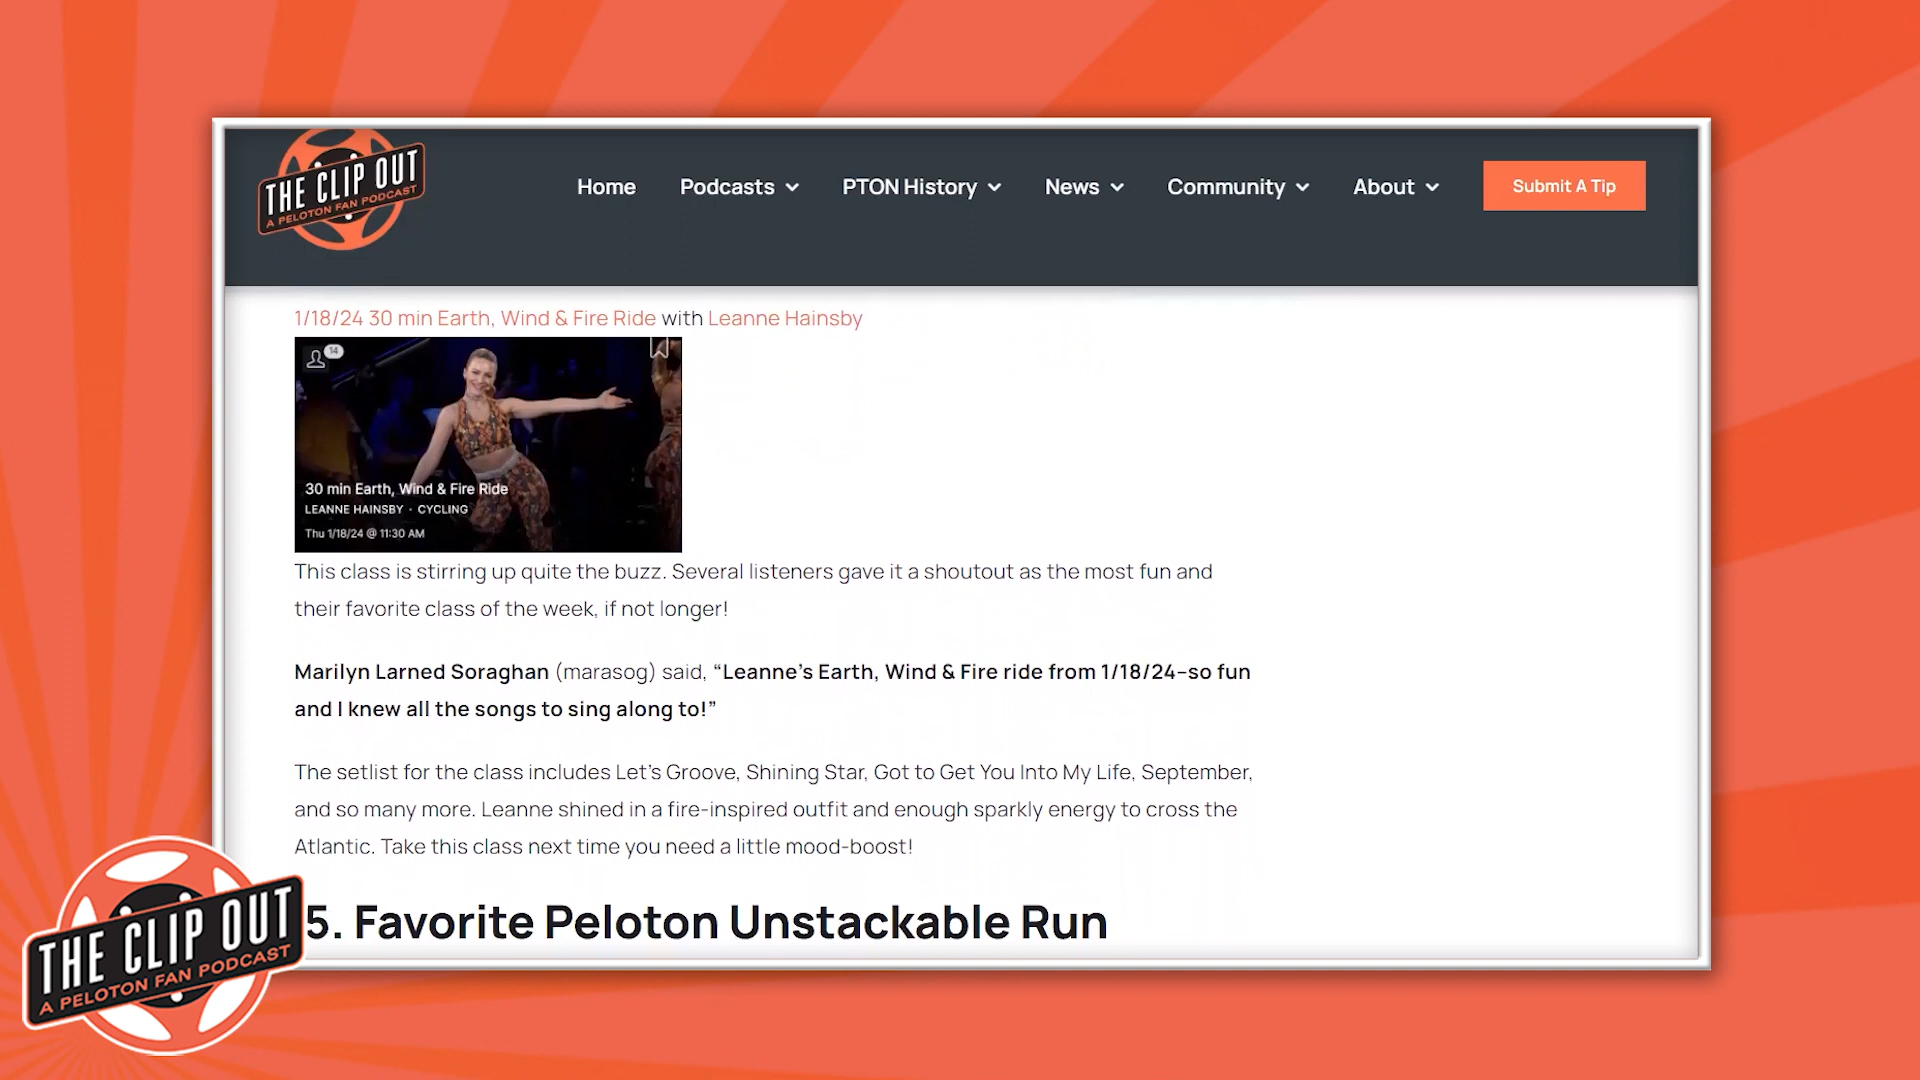 THE CLIP OUT
A PELOTON FAN PODCAST
Home
Podcasts
PTON History
News
Community
About
Submit A Tip
1/18/24 30 min Earth, Wind & Fire Ride with Leanne Hainsby
14
30 min Earth, Wind & Fire Ride
LEANNE HAINSBY · CYCLING
Thu 1/18/24 @ 11:30 AM
This class is stirring up quite the buzz. Several listeners gave it a shoutout as the most fun and
their favorite class of the week, if not longer!
Marilyn Larned Soraghan (marasog) said, “Leanne’s Earth, Wind & Fire ride from 1/18/24–so fun
and I knew all the songs to sing along to!”
The setlist for the class includes Let’s Groove, Shining Star, Got to Get You Into My Life, September,
and so many more. Leanne shined in a fire-inspired outfit and enough sparkly energy to cross the
Atlantic. Take this class next time you need a little mood-boost!
5. Favorite Peloton Unstackable Run
THE CLIP OUT
A PELOTON FAN PODCAST